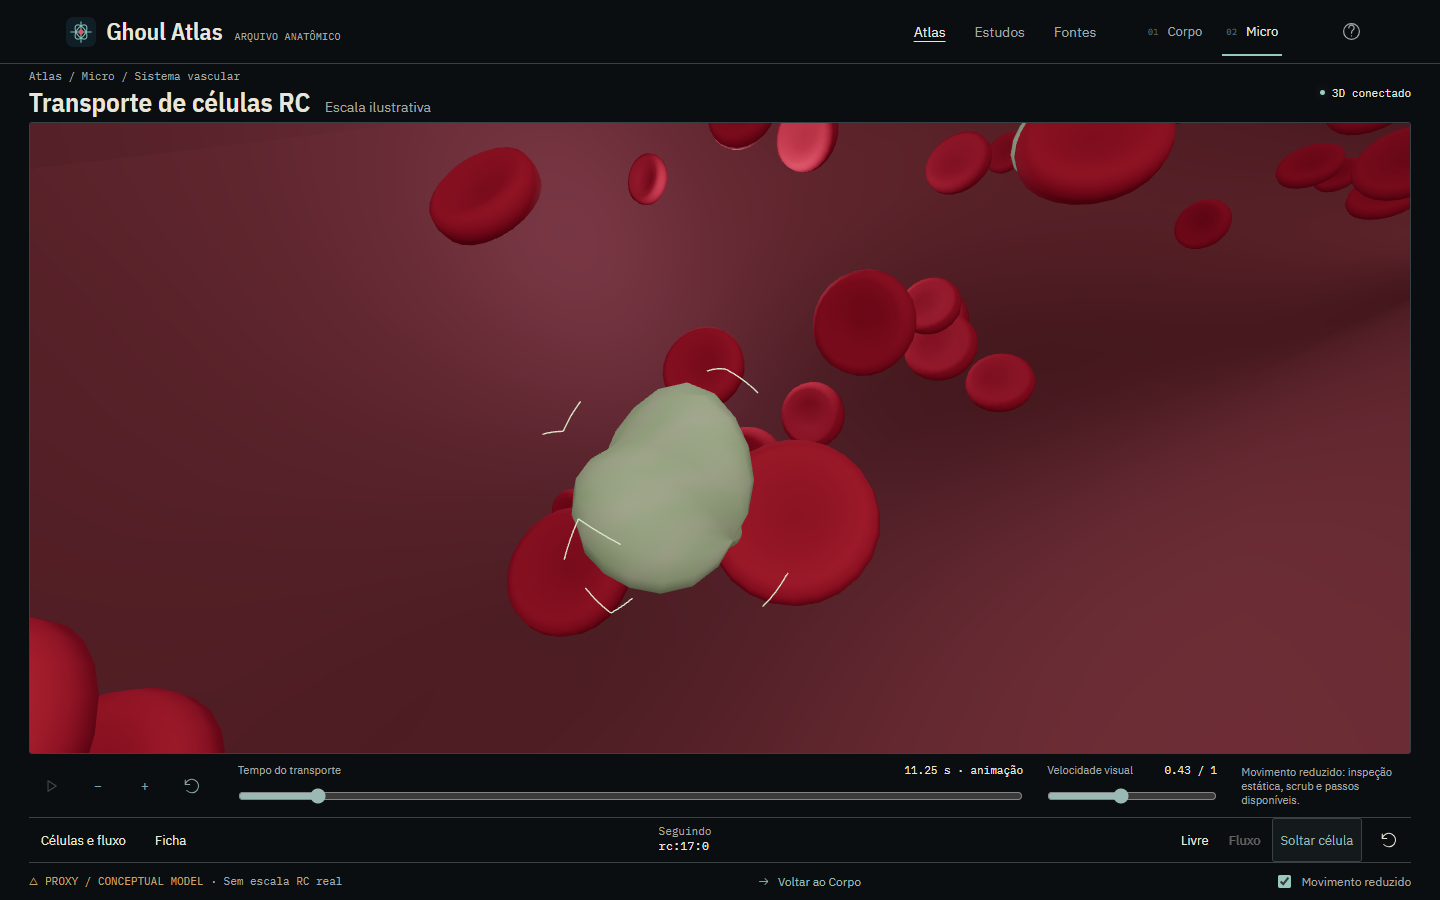 Ghoul Atlas ARQUIVO ANATÔMICO
Atlas Estudos Fontes 01 Corpo 02 Micro
Atlas / Micro / Sistema vascular
Transporte de células RC Escala ilustrativa
3D conectado
Tempo do transporte 11.25 s · animação
Velocidade visual 0.43 / 1
Movimento reduzido: inspeção
estática, scrub e passos
disponíveis.
Células e fluxo Ficha
Seguindo
rc:17:0
Livre Fluxo Soltar célula
PROXY / CONCEPTUAL MODEL · Sem escala RC real
→ Voltar ao Corpo
Movimento reduzido